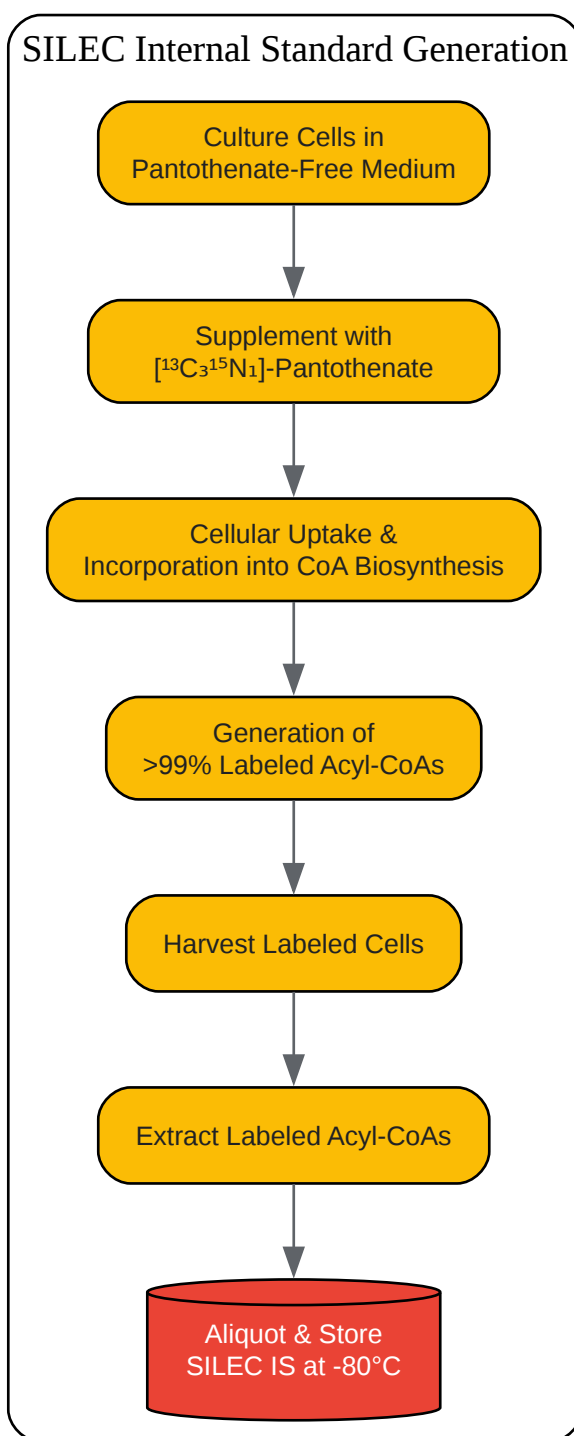 SILEC Internal Standard Generation
Culture Cells in
Pantothenate-Free Medium
Supplement with
[¹³C₃¹⁵N₁]-Pantothenate
Cellular Uptake &
Incorporation into CoA Biosynthesis
Generation of
>99% Labeled Acyl-CoAs
Harvest Labeled Cells
Extract Labeled Acyl-CoAs
Aliquot & Store
SILEC IS at -80°C